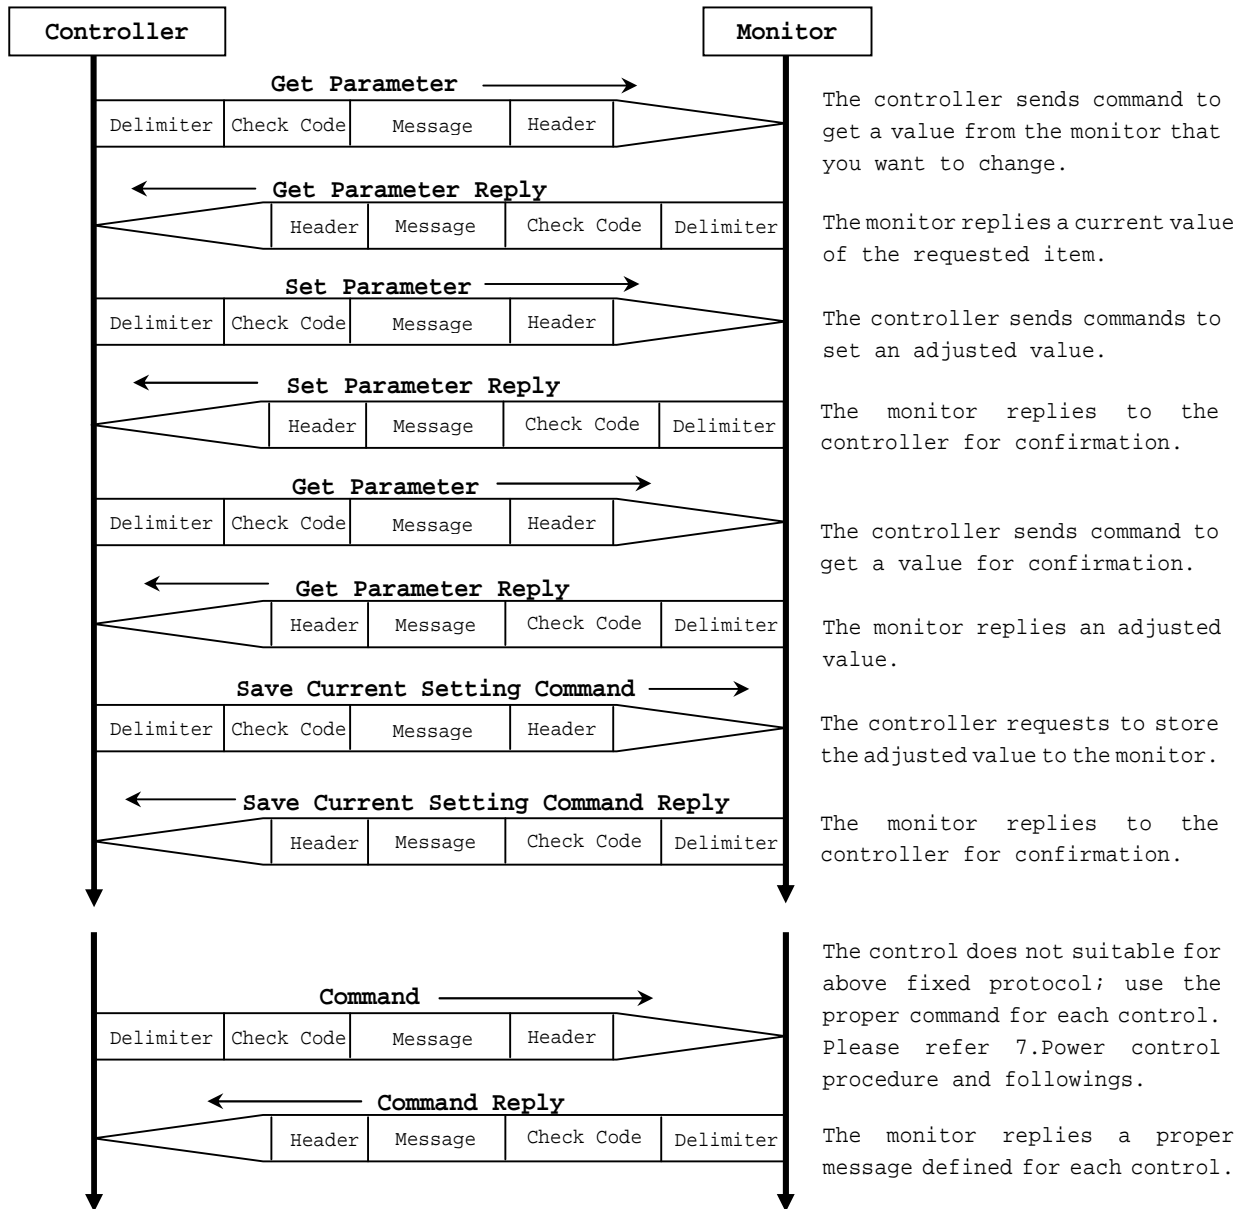 Controller
Monitor
Get Parameter
Delimiter Check Code Message Header
The controller sends command to
get a value from the monitor that
you want to change.
Get Parameter Reply
Header Message Check Code Delimiter
The monitor replies a current value
of the requested item.
Set Parameter
Delimiter Check Code Message Header
The controller sends commands to
set an adjusted value.
Set Parameter Reply
Header Message Check Code Delimiter
The monitor replies to the
controller for confirmation.
Get Parameter
Delimiter Check Code Message Header
The controller sends command to
get a value for confirmation.
Get Parameter Reply
Header Message Check Code Delimiter
The monitor replies an adjusted
value.
Save Current Setting Command
Delimiter Check Code Message Header
The controller requests to store
the adjusted value to the monitor.
Save Current Setting Command Reply
Header Message Check Code Delimiter
The monitor replies to the
controller for confirmation.
Command
Delimiter Check Code Message Header
The control does not suitable for
above fixed protocol; use the
proper command for each control.
Please refer 7.Power control
procedure and followings.
Command Reply
Header Message Check Code Delimiter
The monitor replies a proper
message defined for each control.